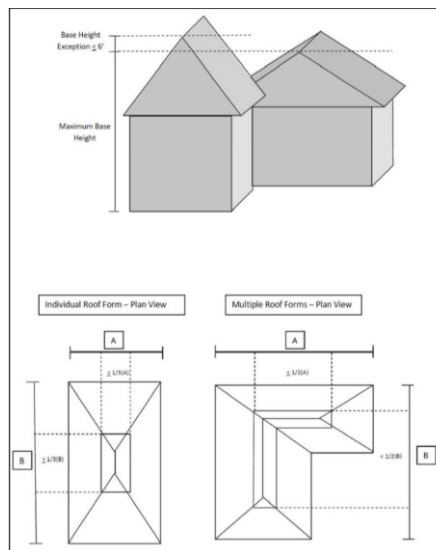 Base Height
Exception ≤ 6'
Maximum Base
Height
Individual Roof Form – Plan View
Multiple Roof Forms – Plan View
A
A
≤ 1/3(A)
≤ 1/2(A)
B
≤ 1/3(B)
< 1/2(B)
B